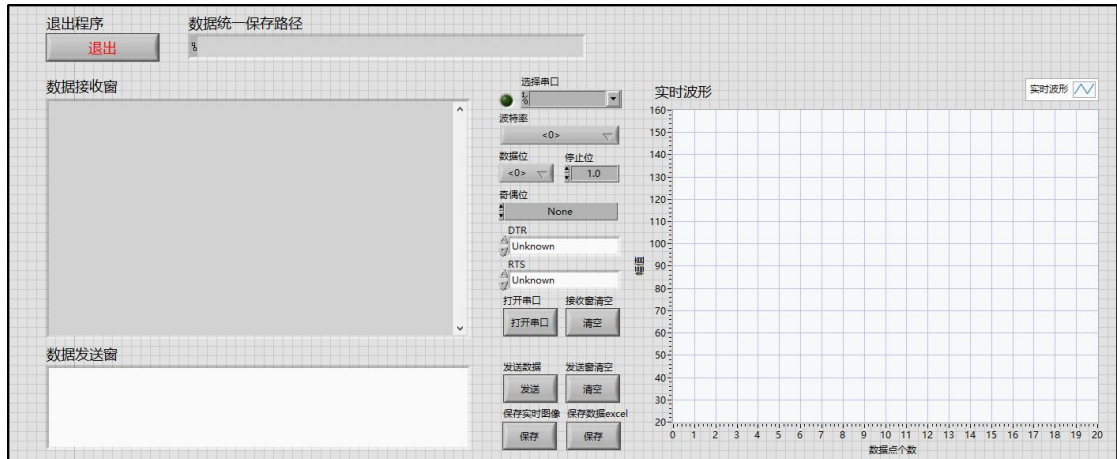 退出程序
数据统一保存路径
退出
数据接收窗
选择串口
波特率
<0>
数据位
停止位
<0>
1.0
奇偶位
None
DTR
Unknown
RTS
Unknown
打开串口
接收窗清空
打开串口
清空
数据发送窗
发送数据
发送窗清空
发送
清空
保存实时图像
保存数据excel
保存
保存
实时波形
实时波形
幅值
160
150
140
130
120
110
100
90
80
70
60
50
40
30
20
0 1 2 3 4 5 6 7 8 9 10 11 12 13 14 15 16 17 18 19 20
数据点个数